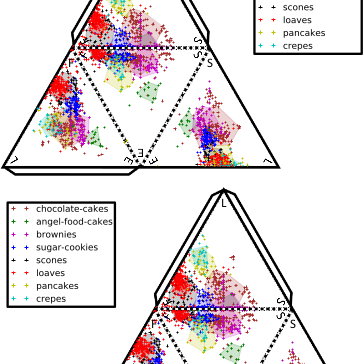 scones
loaves
pancakes
crepes
S
S
F
S
E
E
E
L
L
chocolate-cakes
angel-food-cakes
brownies
sugar-cookies
scones
loaves
pancakes
crepes
L
S
S
F
S